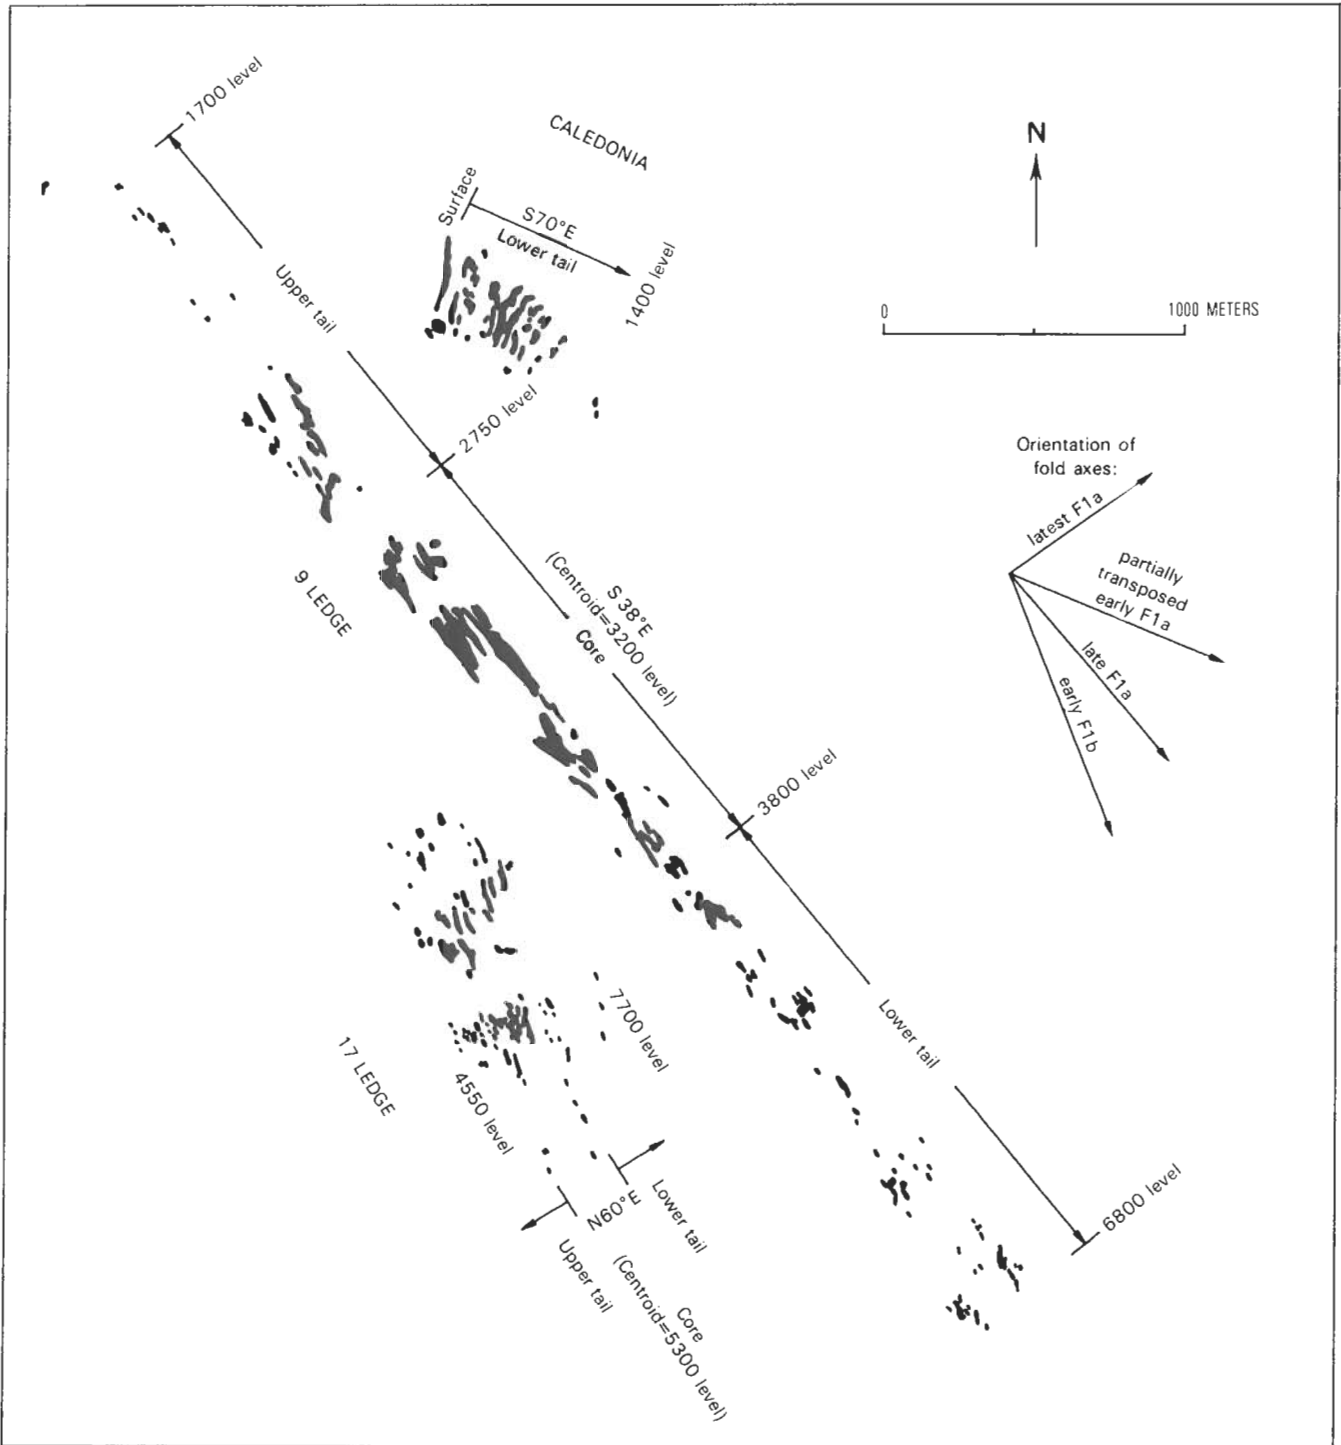 1700 level
CALEDONIA
N
Surface
S70°E
Lower tail
1400 level
Upper tail
0 1000 METERS
2750 level
Orientation of
fold axes:
latest F1a
partially
transposed
early F1a
late F1a
early F1b
9 LEDGE
S 38°E
(Centroid=3200 level)
Core
3800 level
Lower tail
7700 level
17 LEDGE
4550 level
6800 level
Lower tail
N60°E
Upper tail
Core
(Centroid=5300 level)